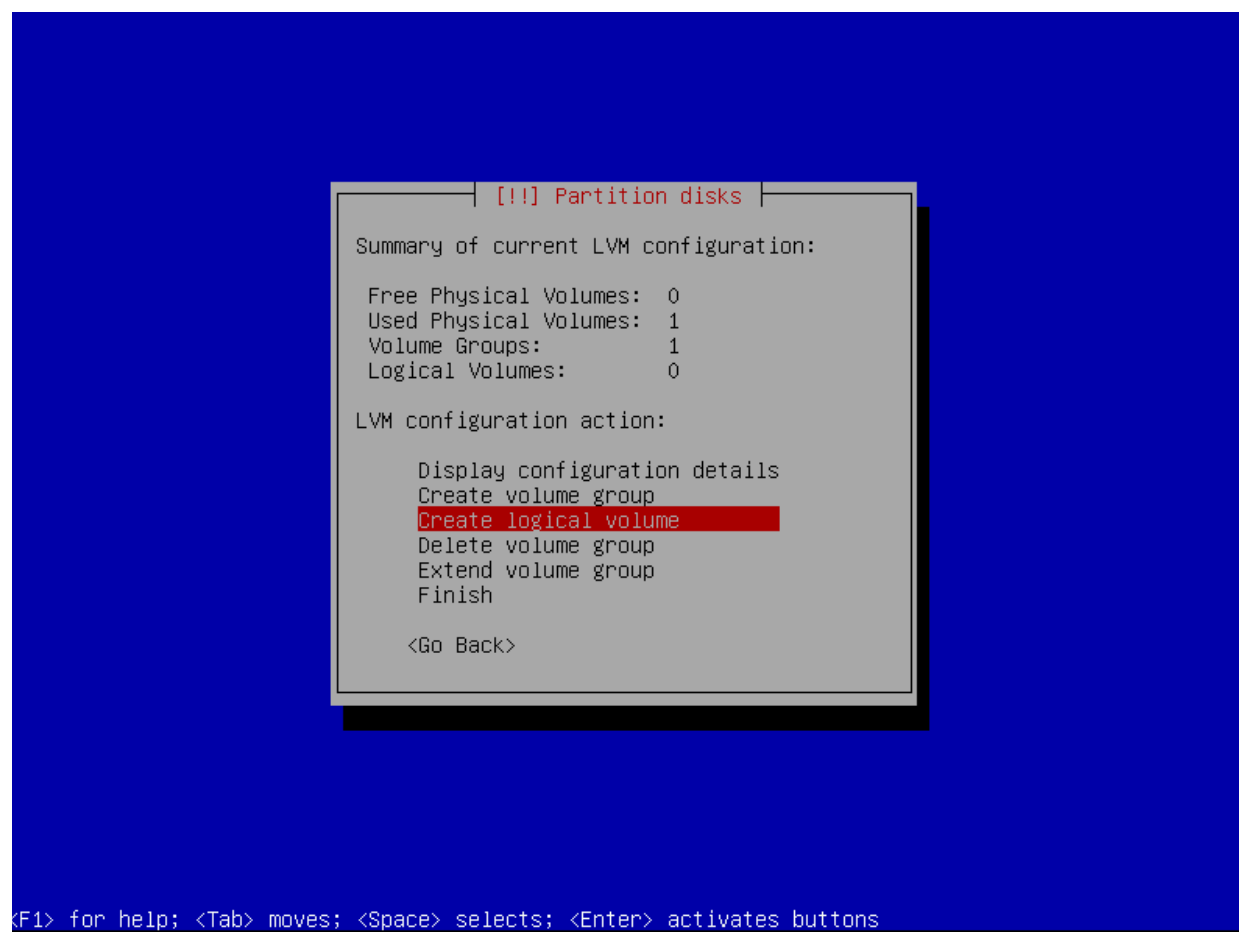 [!!] Partition disks
Summary of current LVM configuration:
Free Physical Volumes: 0
Used Physical Volumes: 1
Volume Groups: 1
Logical Volumes: 0
LVM configuration action:
Display configuration details
Create volume group
Create logical volume
Delete volume group
Extend volume group
Finish
<Go Back>
<F1> for help; <Tab> moves; <Space> selects; <Enter> activates buttons